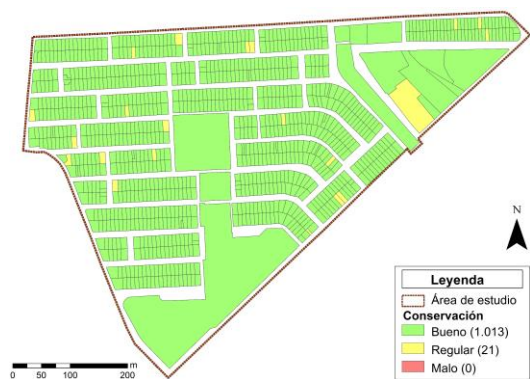 N
Leyenda
Área de estudio
Conservación
Bueno (1.013)
Regular (21)
Malo (0)
m
0 50 100 200